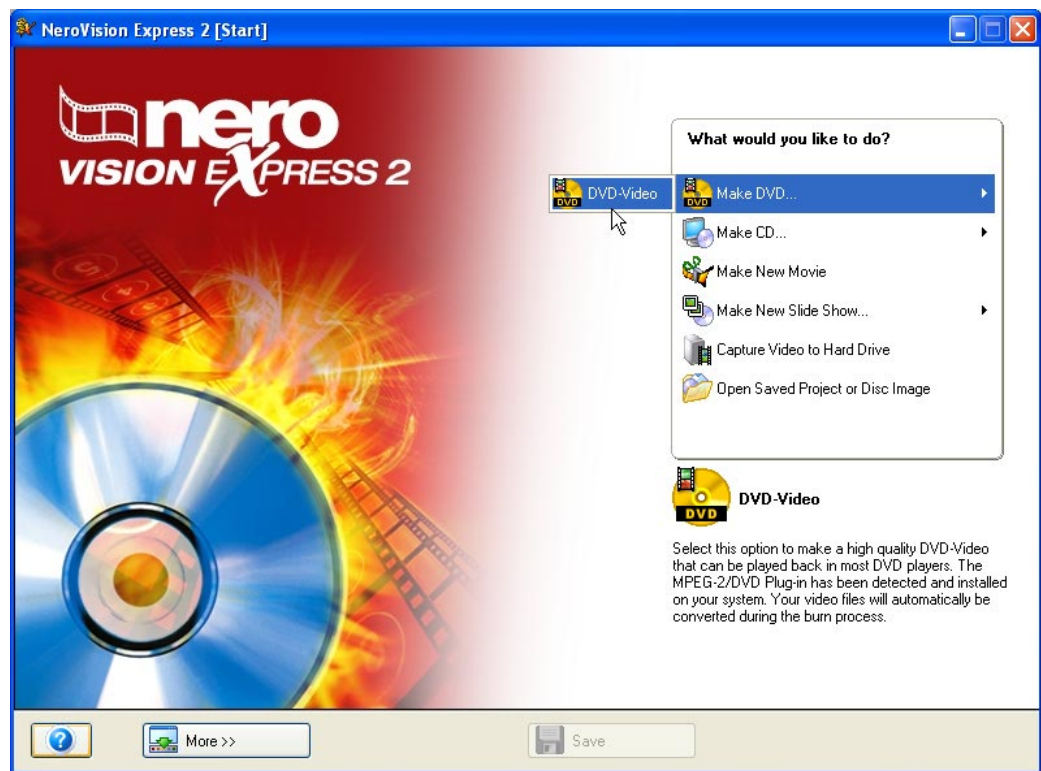 NeroVision Express 2 [Start]
nero
VISION EXPRESS 2
What would you like to do?
DVD-Video
Make DVD...
Make CD...
Make New Movie
Make New Slide Show...
Capture Video to Hard Drive
Open Saved Project or Disc Image
DVD
DVD-Video
Select this option to make a high quality DVD-Video
that can be played back in most DVD players. The
MPEG-2/DVD Plug-in has been detected and installed
on your system. Your video files will automatically be
converted during the burn process.
More >>
Save